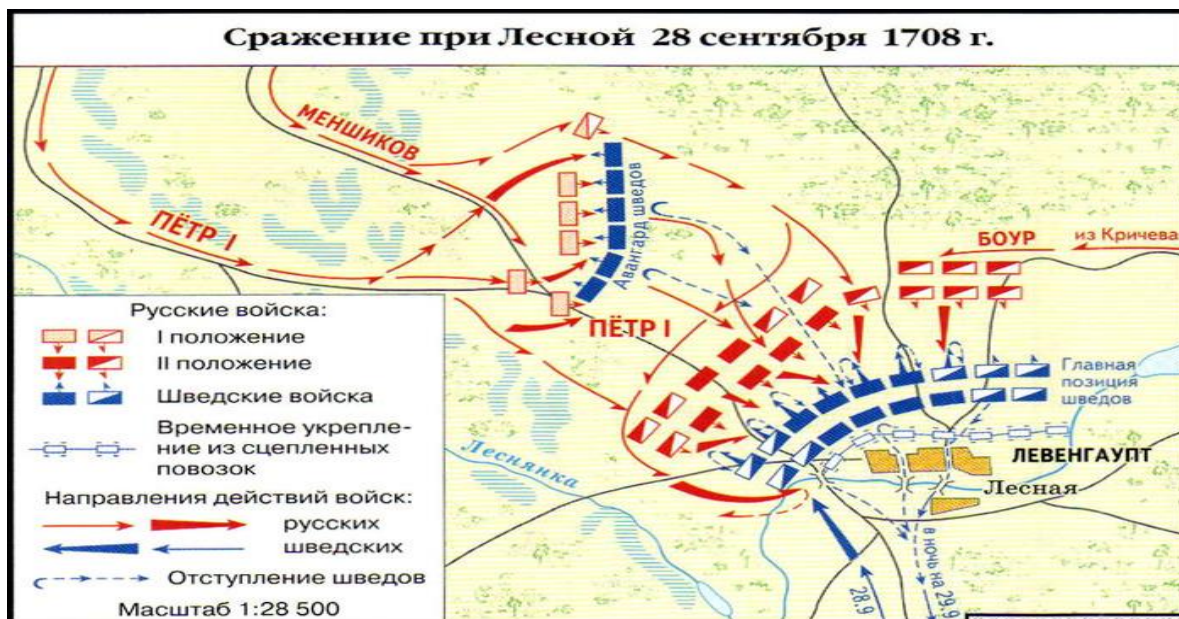 Сражение при Лесной 28 сентября 1708 г.
МЕНШИКОВ
ПЁТР I
Авангард шведов
БОУР
из Кричева
ПЁТР I
Русские войска:
I положение
II положение
Шведские войска
Временное укрепле-
ние из сцепленных
повозок
Направления действий войск:
русских
шведских
Отступление шведов
Масштаб 1:28 500
Главная
позиция
шведов
ЛЕВЕНГАУПТ
Лесная
Леснянка
28.9
в ночь на 29.9